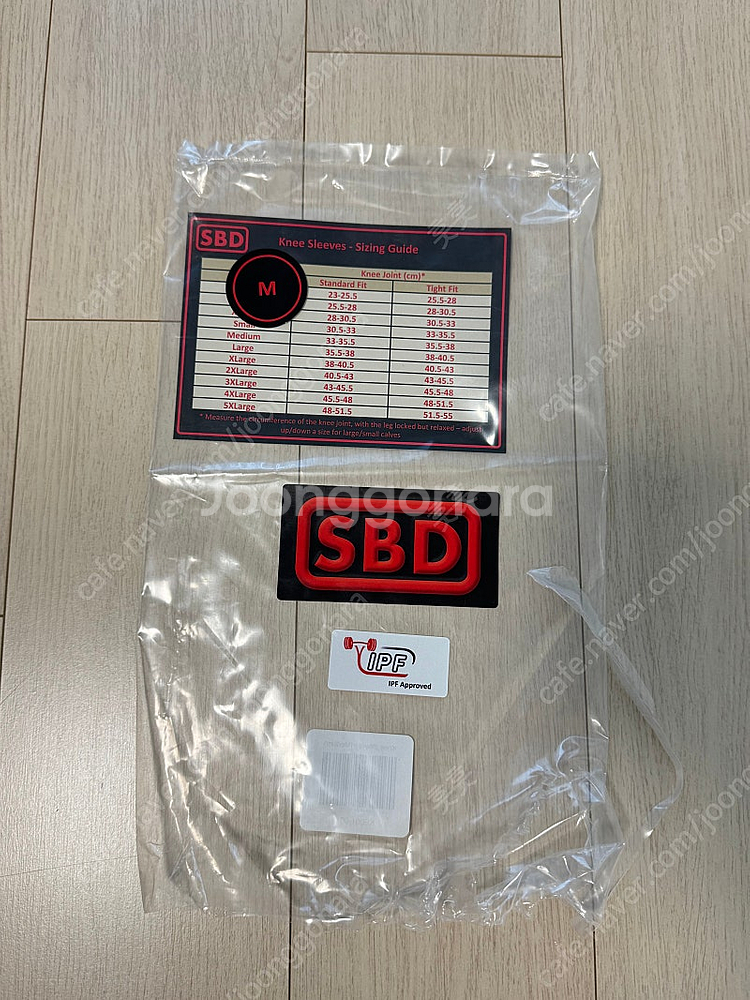 SBD
Knee Sleeves - Sizing Guide
Knee Joint (cm)*
Standard Fit Tight Fit
M
23-25.5 25.5-28
25.5-28 28-30.5
28-30.5 30.5-33
Small 30.5-33 33-35.5
Medium 33-35.5 35.5-38
Large 35.5-38 38-40.5
XLarge 38-40.5 40.5-43
2XLarge 40.5-43 43-45.5
3XLarge 43-45.5 45.5-48
4XLarge 45.5-48 48-51.5
5XLarge 48-51.5 51.5-55
* Measure the circumference of the knee joint, with the leg locked but relaxed – adjust
up/down a size for large/small calves
Joonggonara
SBD
IPF
IPF Approved
cafe.naver.com/joonggonara